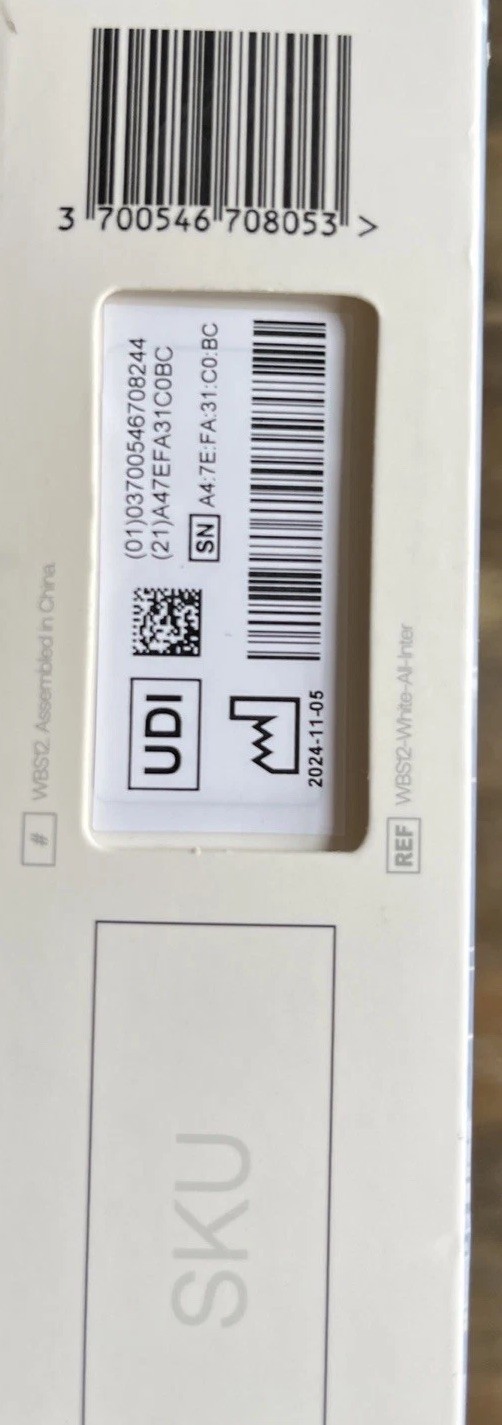 3 700546 708053 >
(01)03700546708244
(21)A47EFA31C0BC
SN A4:7E:FA:31:C0:BC
UDI
2024-11-05
# WBS12. Assembled in China.
REF WBS12-White-All-Inter
SKU